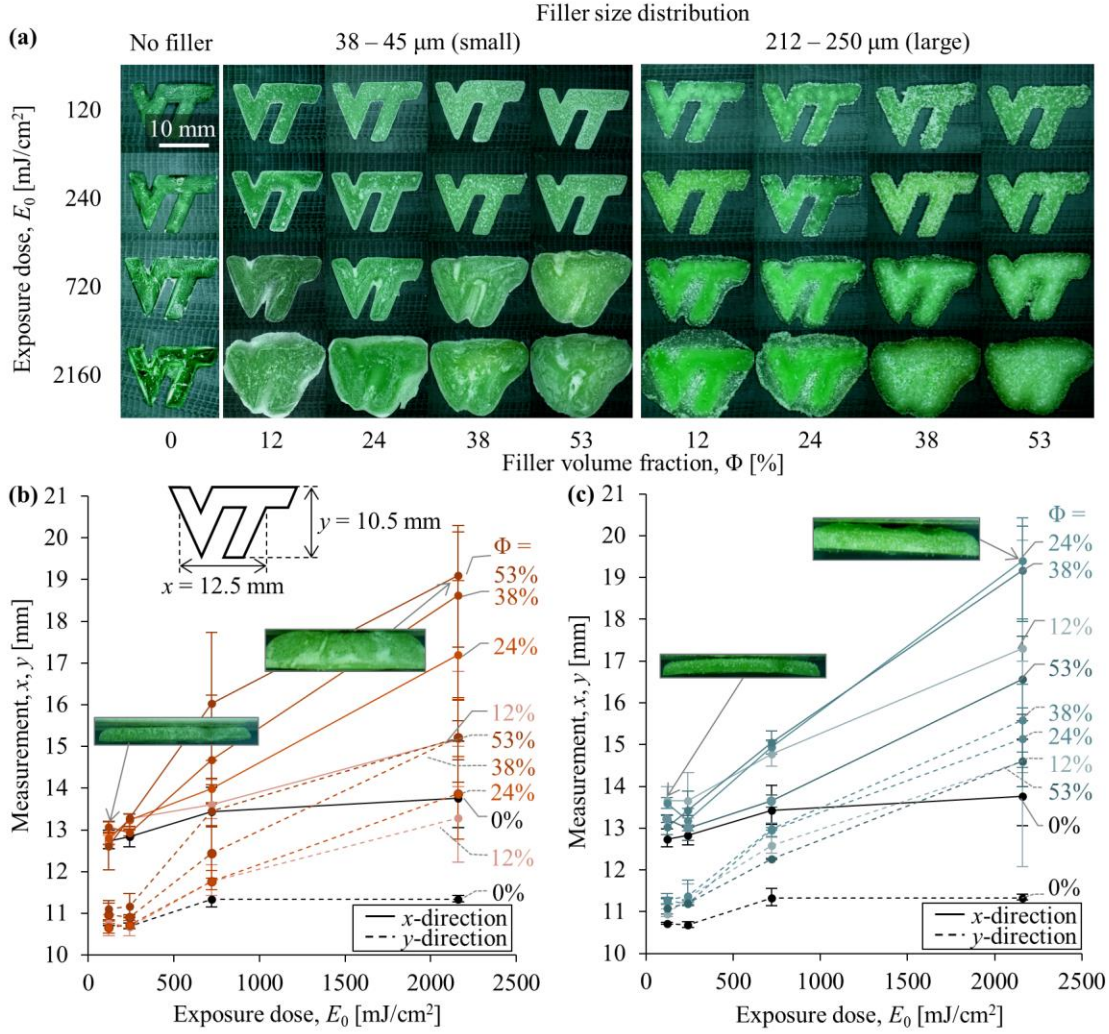 Filler size distribution
(a) No filler 38 – 45 μm (small) 212 – 250 μm (large)
120
10 mm
240
720
2160
Exposure dose, E₀ [mJ/cm²]
0 12 24 38 53 12 24 38 53
Filler volume fraction, Φ [%]
(b)
21
20
19
18
17
16
15
14
13
12
11
10
Measurement, x, y [mm]
y = 10.5 mm
x = 12.5 mm
Φ =
53%
38%
24%
12%
53%
38%
24%
0%
12%
0%
x-direction
y-direction
0 500 1000 1500 2000 2500
Exposure dose, E₀ [mJ/cm²]
(c)
21
20
19
18
17
16
15
14
13
12
11
10
Measurement, x, y [mm]
Φ =
24%
38%
12%
53%
38%
24%
12%
53%
0%
0%
x-direction
y-direction
0 500 1000 1500 2000 2500
Exposure dose, E₀ [mJ/cm²]